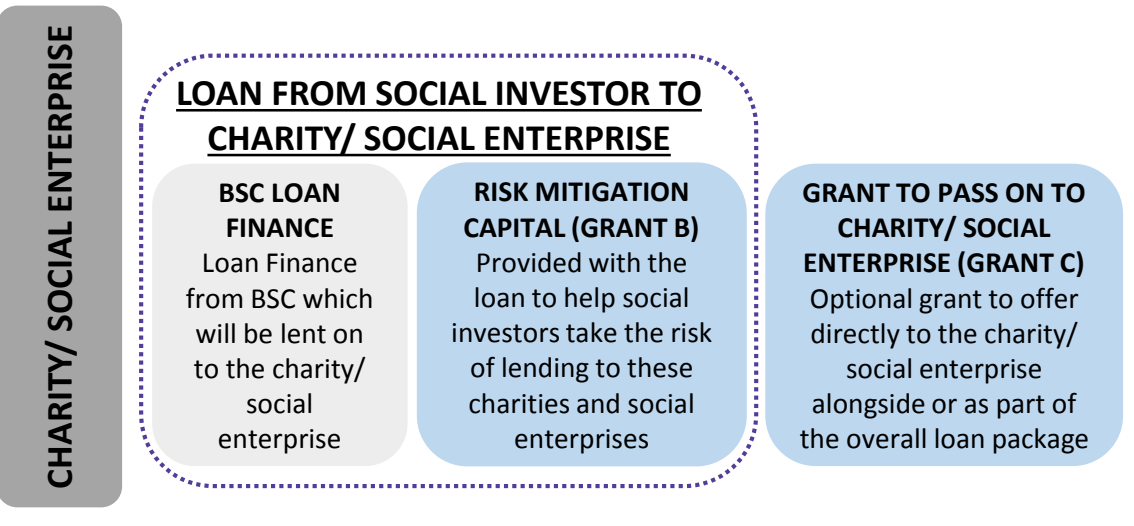 CHARITY/ SOCIAL ENTERPRISE
LOAN FROM SOCIAL INVESTOR TO
CHARITY/ SOCIAL ENTERPRISE
BSC LOAN
FINANCE
Loan Finance
from BSC which
will be lent on
to the charity/
social
enterprise
RISK MITIGATION
CAPITAL (GRANT B)
Provided with the
loan to help social
investors take the risk
of lending to these
charities and social
enterprises
GRANT TO PASS ON TO
CHARITY/ SOCIAL
ENTERPRISE (GRANT C)
Optional grant to offer
directly to the charity/
social enterprise
alongside or as part of
the overall loan package